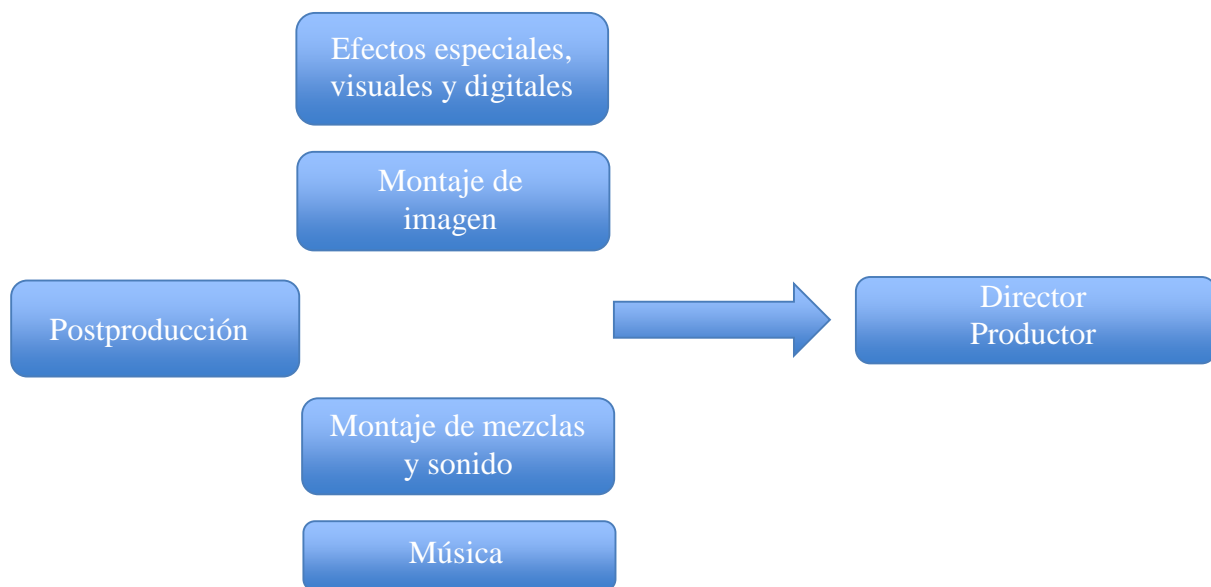 Efectos especiales,
visuales y digitales
Montaje de
imagen
Postproducción
Director
Productor
Montaje de mezclas
y sonido
Música